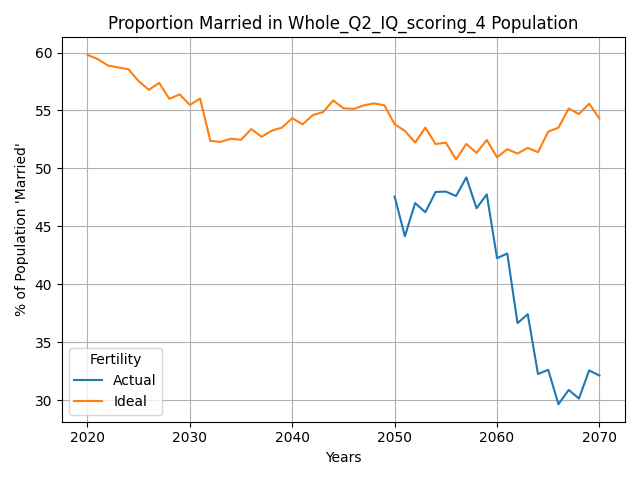 Proportion Married in Whole_Q2_IQ_scoring_4 Population
% of Population 'Married'
60
55
50
45
40
35
30
Fertility
Actual
Ideal
2020 2030 2040 2050 2060 2070
Years